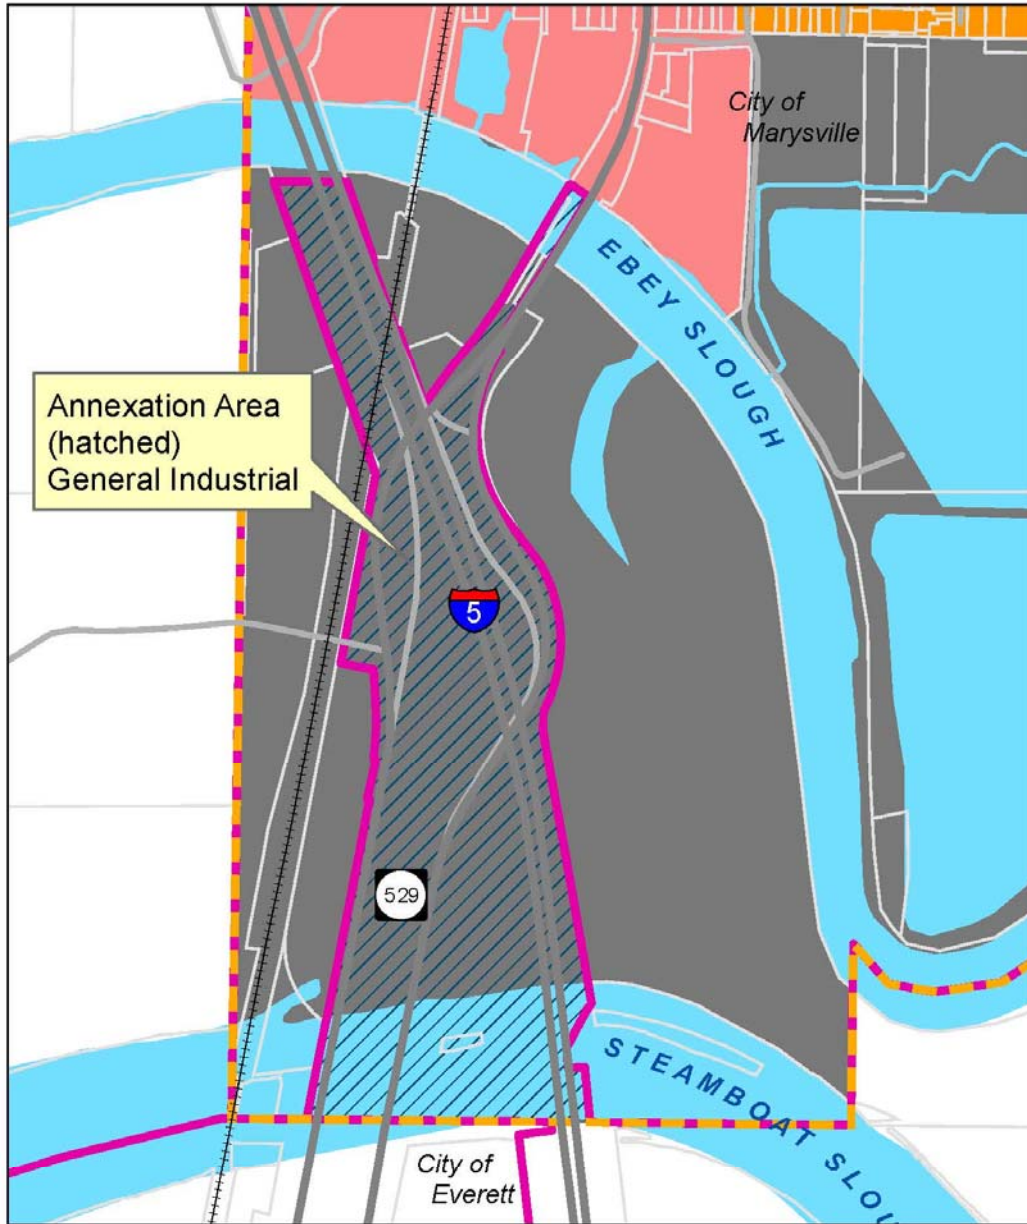 City of
Marysville
EBEY SLOUGH
Annexation Area
(hatched)
General Industrial
5
529
STEAMBOAT SLOU
City of
Everett